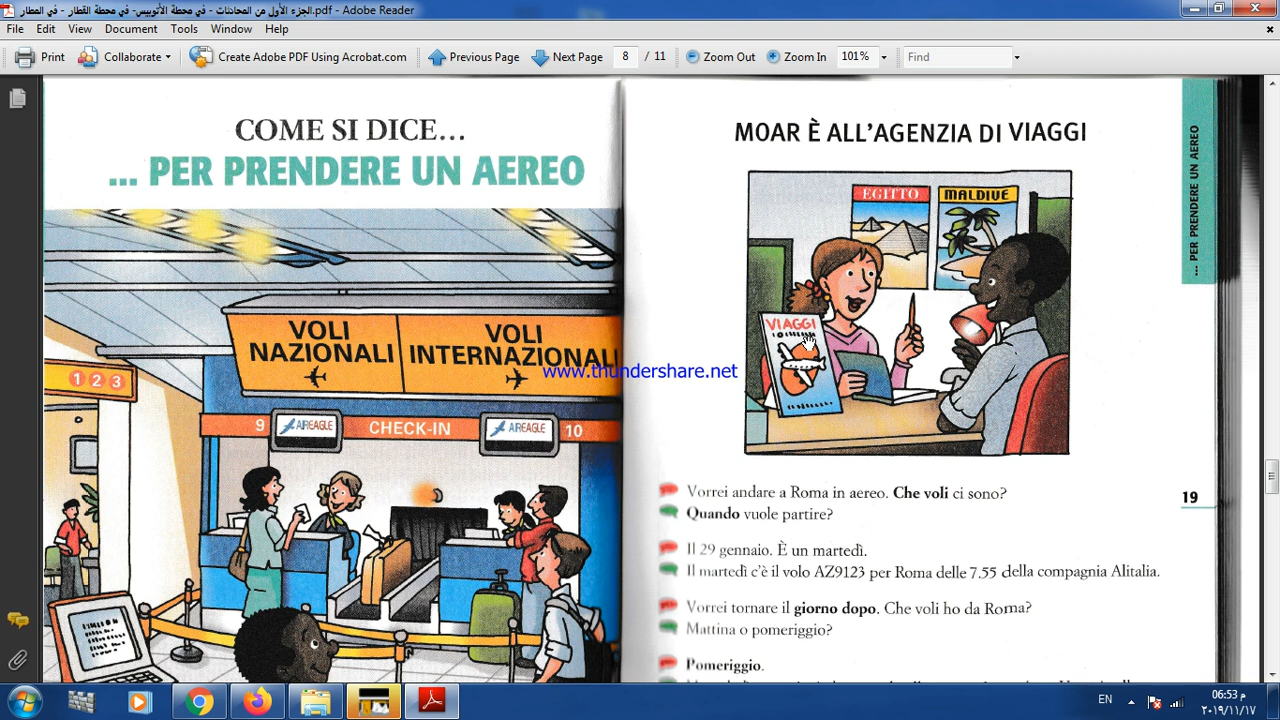 الجزء الأول من المحادثات - في محطة الأتوبيس- في محطة القطار - في المطار.pdf - Adobe Reader
File Edit View Document Tools Window Help
Print Collaborate Create Adobe PDF Using Acrobat.com Previous Page Next Page 8 / 11 Zoom Out Zoom In 101% Find
COME SI DICE...
... PER PRENDERE UN AEREO
VOLI NAZIONALI
VOLI INTERNAZIONALI
1 2 3
9 AIREAGLE CHECK-IN AIREAGLE 10
www.thundershare.net
MOAR È ALL'AGENZIA DI VIAGGI
EGITTO
MALDIVE
VIAGGI
Vorrei andare a Roma in aereo. Che voli ci sono?
Quando vuole partire?
Il 29 gennaio. È un martedì.
Il martedì c'è il volo AZ9123 per Roma delle 7.55 della compagnia Alitalia.
Vorrei tornare il giorno dopo. Che voli ho da Roma?
Mattina o pomeriggio?
Pomeriggio.
... PER PRENDERE UN AEREO
19
EN
06:53 م
٢٠١٩/١١/١٧